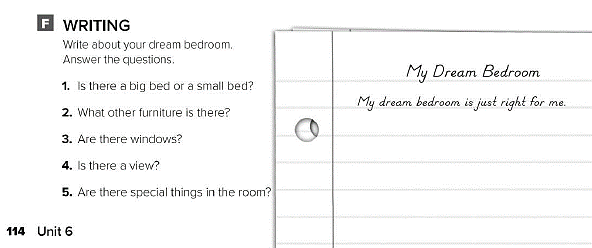 F WRITING
Write about your dream bedroom.
Answer the questions.
1. Is there a big bed or a small bed?
2. What other furniture is there?
3. Are there windows?
4. Is there a view?
5. Are there special things in the room?
My Dream Bedroom
My dream bedroom is just right for me.
114 Unit 6